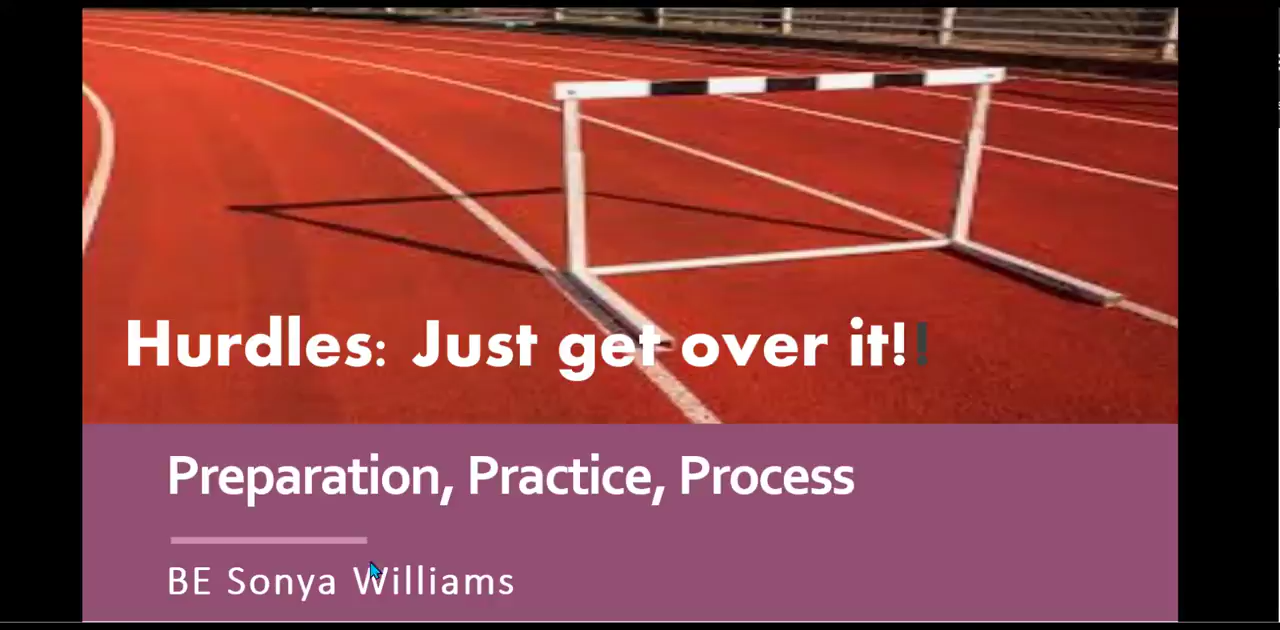 Hurdles: Just get over it!!
Preparation, Practice, Process
BE Sonya Williams